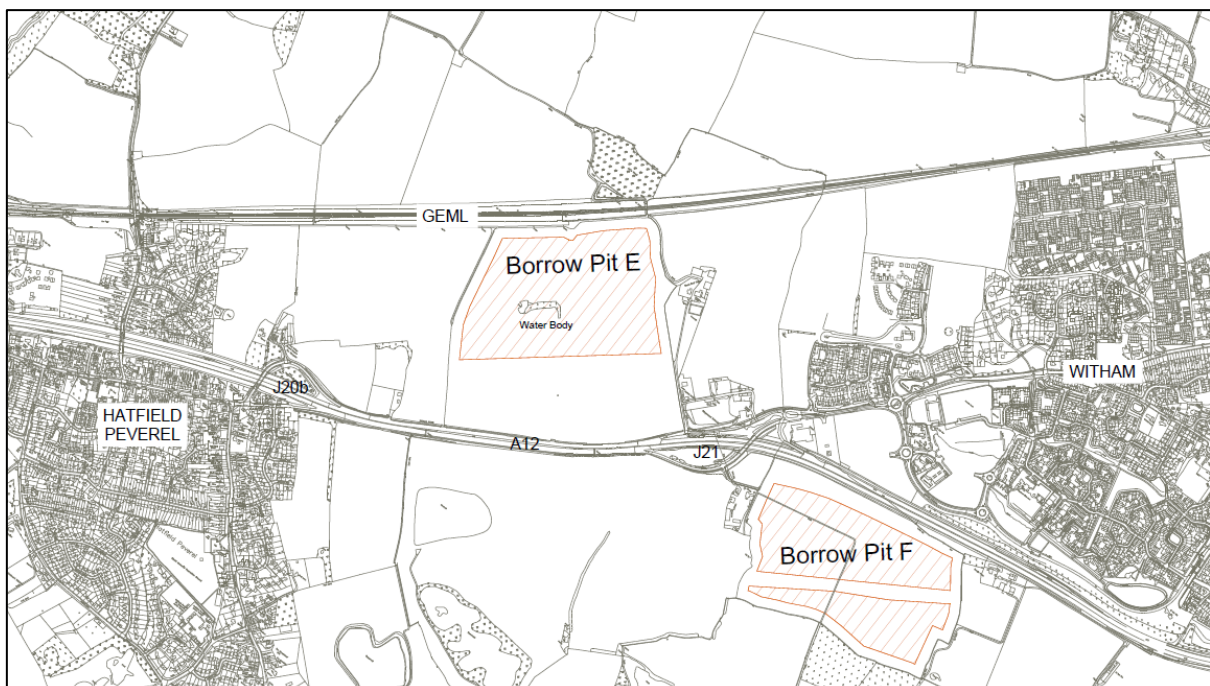 GEML
Borrow Pit E
Water Body
J20b
WITHAM
HATFIELD
PEVEREL
A12
J21
Borrow Pit F